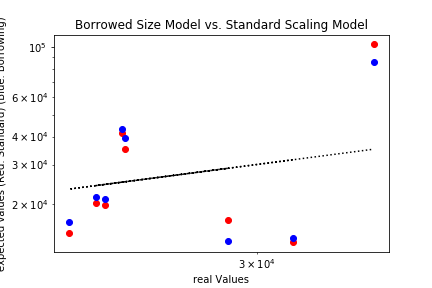 Borrowed Size Model vs. Standard Scaling Model
expected Values (Red: Standard) (Blue: Borrowing)
10⁵
6 × 10⁴
4 × 10⁴
3 × 10⁴
2 × 10⁴
3 × 10⁴
real Values